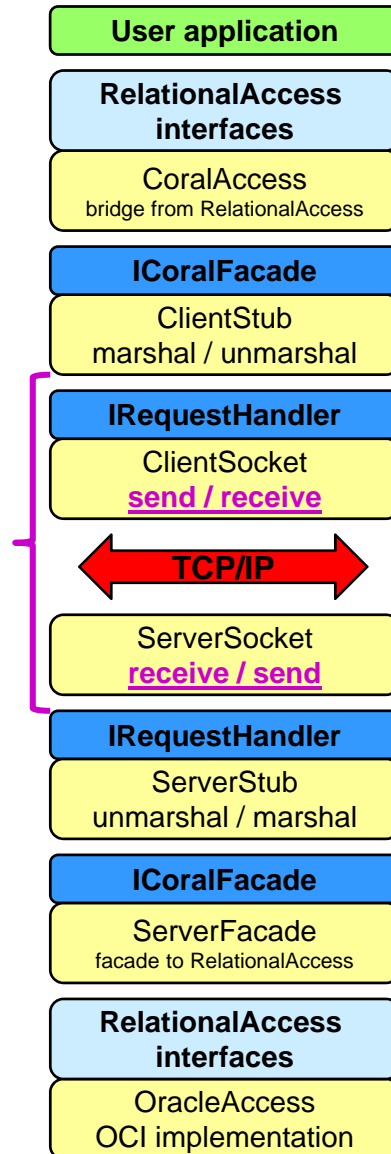 User application
RelationalAccess
interfaces
CoralAccess
bridge from RelationalAccess
ICoralFacade
ClientStub
marshal / unmarshal
IRequestHandler
ClientSocket
send / receive
TCP/IP
ServerSocket
receive / send
IRequestHandler
ServerStub
unmarshal / marshal
ICoralFacade
ServerFacade
facade to RelationalAccess
RelationalAccess
interfaces
OracleAccess
OCI implementation